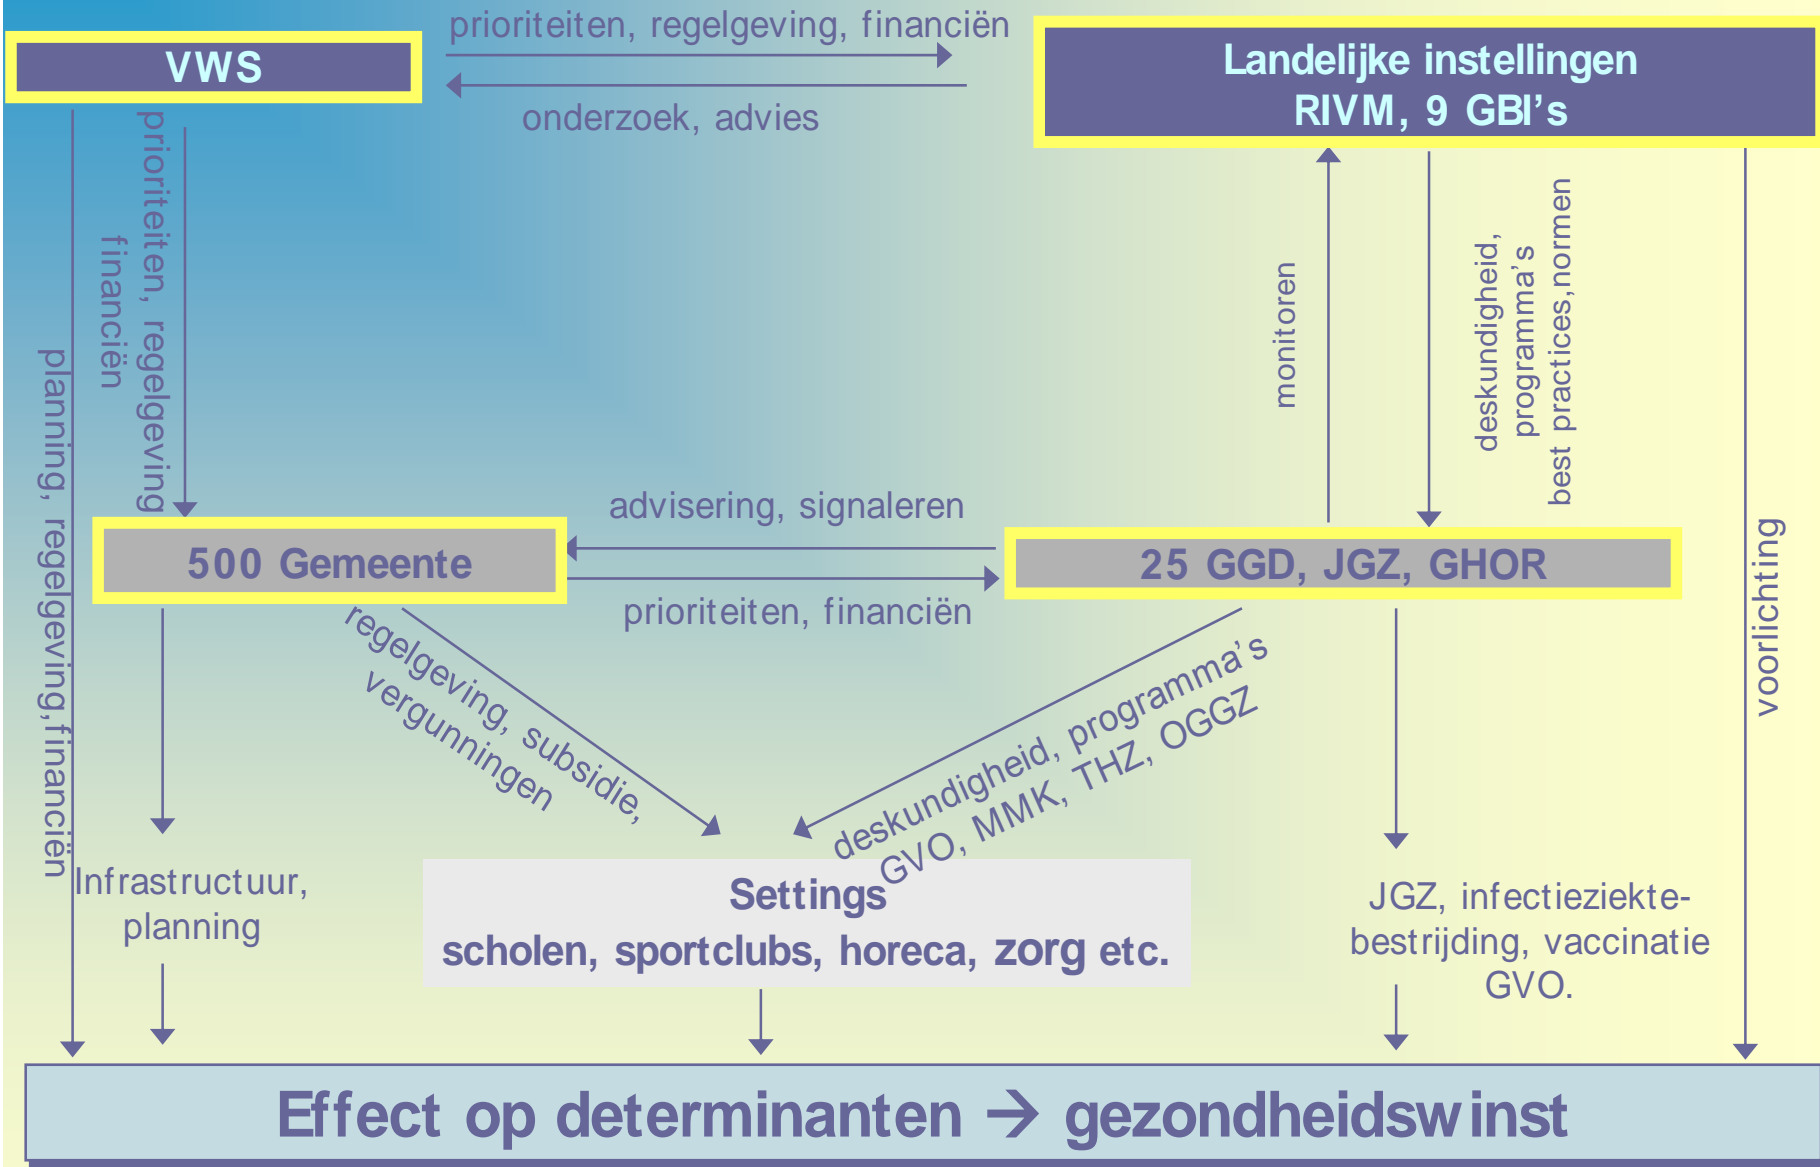 prioriteiten, regelgeving, financiën
VWS
Landelijke instellingen
RIVM, 9 GBI's
onderzoek, advies
prioriteiten, regelgeving
financiën
planning, regelgeving,financiën
monitoren
deskundigheid,
programma's
best practices,normen
voorlichting
advisering, signaleren
500 Gemeente
25 GGD, JGZ, GHOR
prioriteiten, financiën
regelgeving, subsidie,
vergunningen
deskundigheid, programma's
GVO, MMK, THZ, OGGZ
Infrastructuur,
planning
Settings
scholen, sportclubs, horeca, zorg etc.
JGZ, infectieziekte-
bestrijding, vaccinatie
GVO.
Effect op determinanten → gezondheidswinst